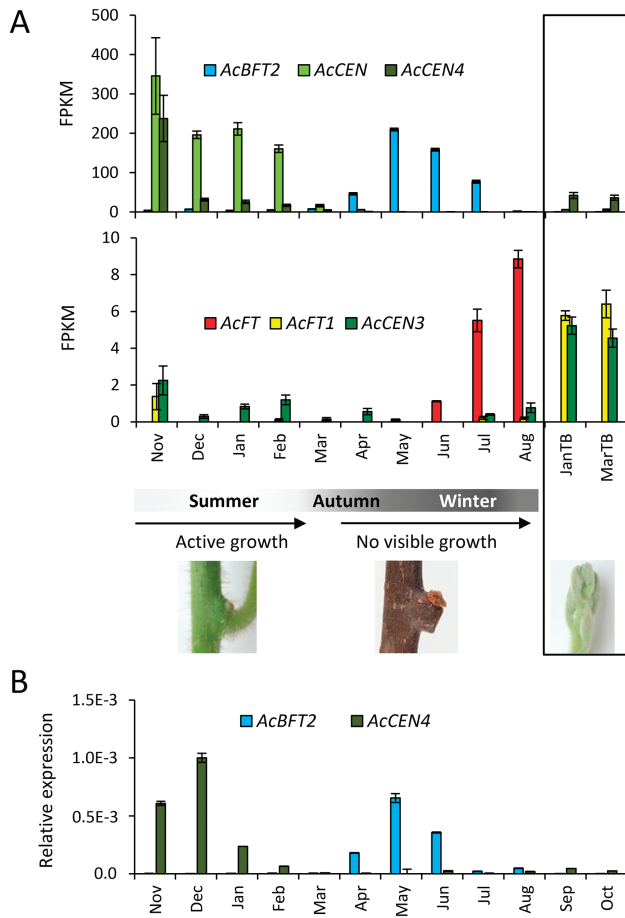 A
500
400
300
200
100
0
FPKM
AcBFT2 AcCEN AcCEN4
10
8
6
4
2
0
FPKM
AcFT AcFT1 AcCEN3
Nov Dec Jan Feb Mar Apr May Jun Jul Aug JanTB MarTB
Summer Autumn Winter
Active growth No visible growth
B
1.5E-3
1.0E-3
0.5E-3
0.0
Relative expression
AcBFT2 AcCEN4
Nov Dec Jan Feb Mar Apr May Jun Jul Aug Sep Oct